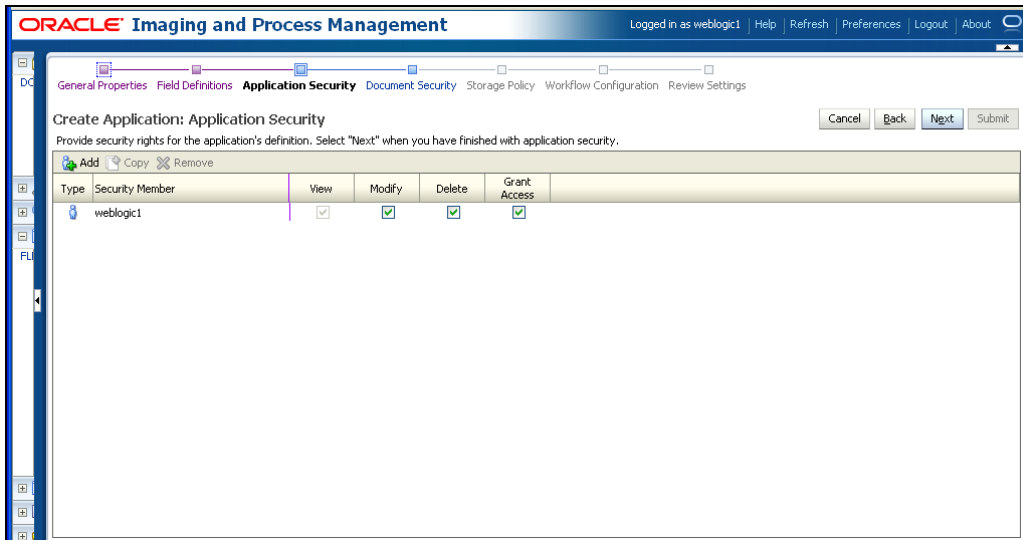 ORACLE Imaging and Process Management
Logged in as weblogic1 | Help | Refresh | Preferences | Logout | About
General Properties Field Definitions Application Security Document Security Storage Policy Workflow Configuration Review Settings
Create Application: Application Security
Cancel Back Next Submit
Provide security rights for the application's definition. Select "Next" when you have finished with application security.
Add Copy Remove
Type Security Member View Modify Delete Grant Access
weblogic1